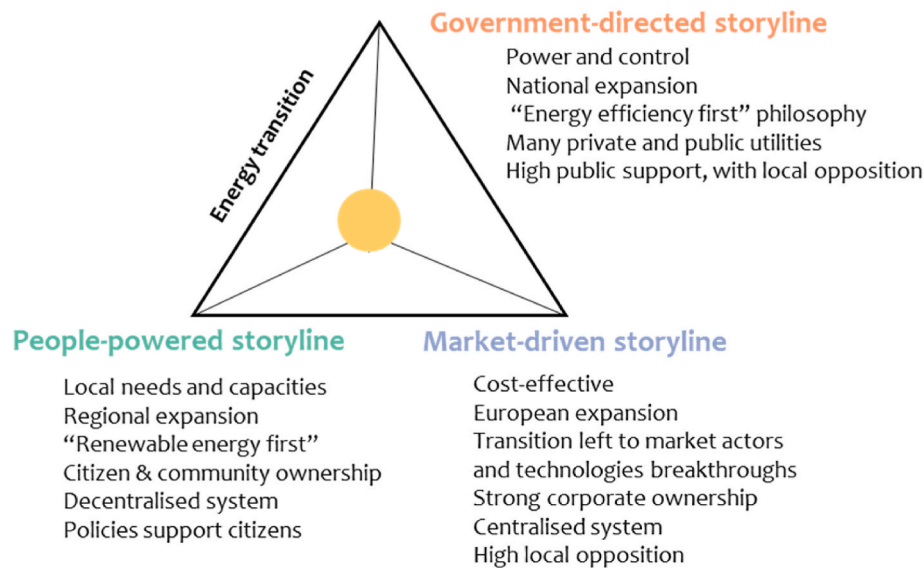 Government-directed storyline
Power and control
National expansion
“Energy efficiency first” philosophy
Many private and public utilities
High public support, with local opposition
Energy transition
People-powered storyline
Local needs and capacities
Regional expansion
“Renewable energy first”
Citizen & community ownership
Decentralised system
Policies support citizens
Market-driven storyline
Cost-effective
European expansion
Transition left to market actors
and technologies breakthroughs
Strong corporate ownership
Centralised system
High local opposition